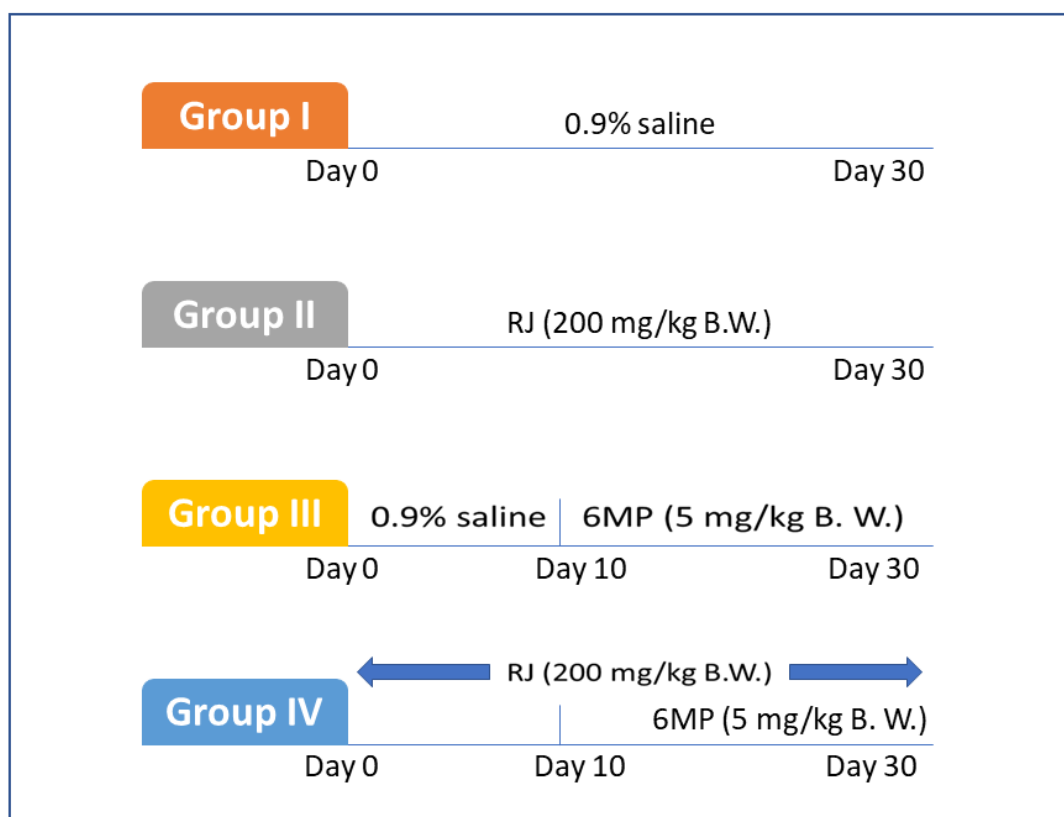 Group I
0.9% saline
Day 0
Day 30
Group II
RJ (200 mg/kg B.W.)
Day 0
Day 30
Group III
0.9% saline
6MP (5 mg/kg B. W.)
Day 0
Day 10
Day 30
RJ (200 mg/kg B.W.)
Group IV
6MP (5 mg/kg B. W.)
Day 0
Day 10
Day 30